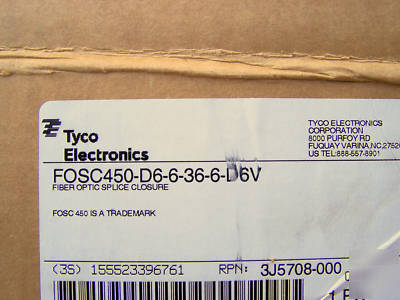 Tyco
Electronics
TYCO ELECTRONICS
CORPORATION
8000 PURFOY RD
FUQUAY VARINA, NC, 27526
US TEL:888-557-8901
FOSC450-D6-6-36-6-D6V
FIBER OPTIC SPLICE CLOSURE
FOSC 450 IS A TRADEMARK
(3S) 155523396761
RPN: 3J5708-000